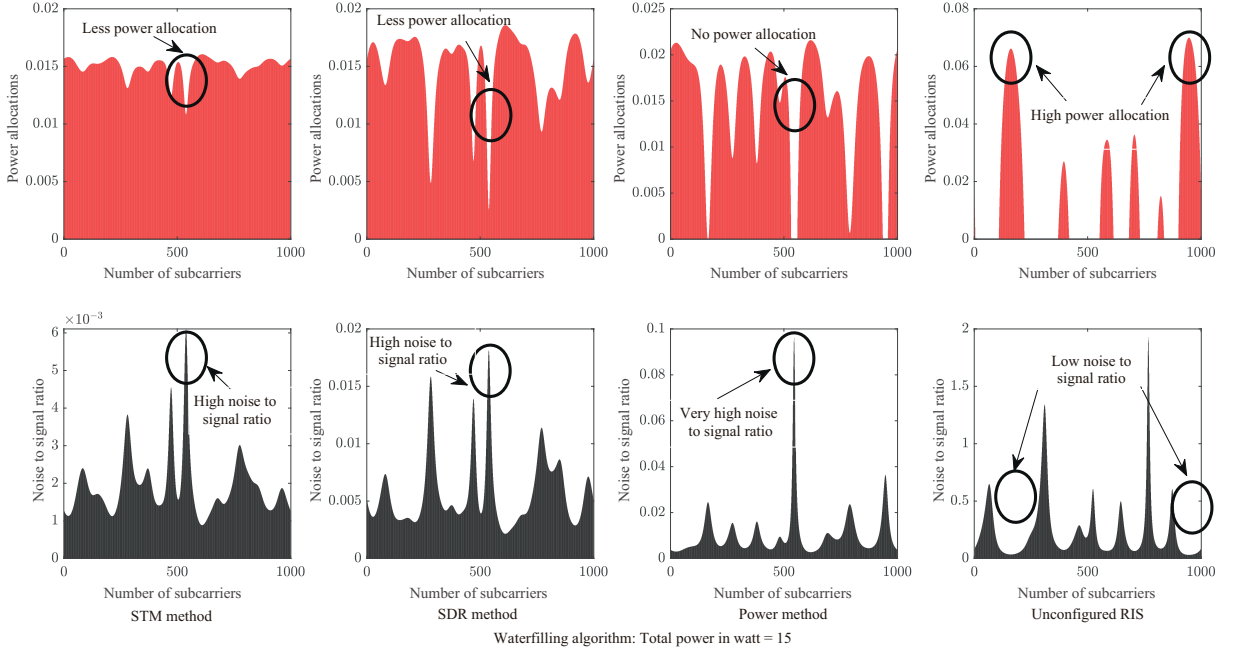 0.02
0.015
0.01
0.005
0
0
500
1000
Power allocations
Number of subcarriers
Less power allocation
0.02
0.015
0.01
0.005
0
0
500
1000
Power allocations
Number of subcarriers
Less power allocation
0.025
0.02
0.015
0.01
0.005
0
0
500
1000
Power allocations
Number of subcarriers
No power allocation
0.08
0.06
0.04
0.02
0
0
500
1000
Power allocations
Number of subcarriers
High power allocation
×10⁻³
6
5
4
3
2
1
0
0
500
1000
Noise to signal ratio
Number of subcarriers
High noise to
signal ratio
STM method
0.02
0.015
0.01
0.005
0
0
500
1000
Noise to signal ratio
Number of subcarriers
High noise to
signal ratio
SDR method
0.1
0.08
0.06
0.04
0.02
0
0
500
1000
Noise to signal ratio
Number of subcarriers
Very high noise
to signal ratio
Power method
2
1.5
1
0.5
0
0
500
1000
Noise to signal ratio
Number of subcarriers
Low noise to
signal ratio
Unconfigured RIS
Waterfilling algorithm: Total power in watt = 15